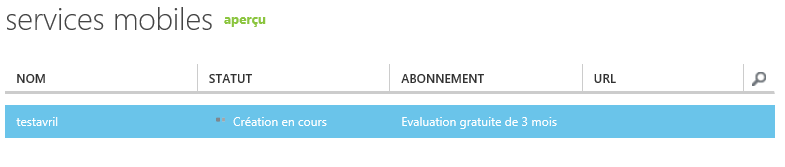 services mobiles aperçu
NOM STATUT ABONNEMENT URL
testavril Création en cours Evaluation gratuite de 3 mois